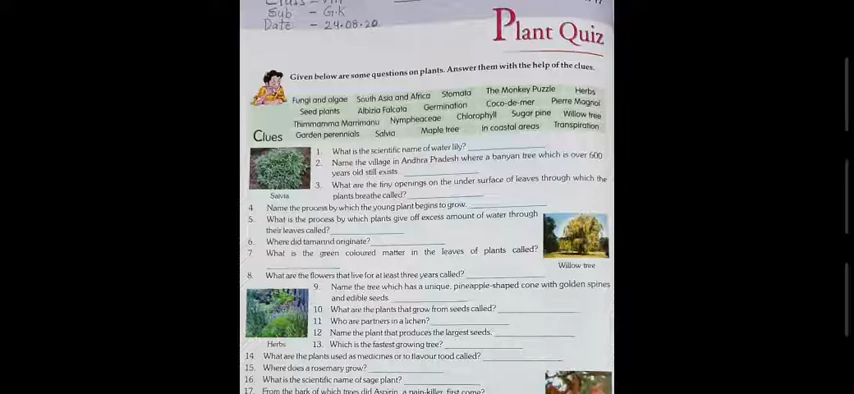 Sub - G.K
Date - 24.08.20
Plant Quiz
Given below are some questions on plants. Answer them with the help of the clues.
Fungi and algae South Asia and Africa Stomata The Monkey Puzzle Herbs
Seed plants Albizia Falcata Germination Coco-de-mer Pierre Magnol
Thimmamma Marrimanu Nympheaceae Chlorophyll Sugar pine Willow tree
Clues Garden perennials Salvia Maple tree in coastal areas Transpiration
1. What is the scientific name of water lily?
2. Name the village in Andhra Pradesh where a banyan tree which is over 600
years old still exists.
3. What are the tiny openings on the under surface of leaves through which the
plants breathe called?
Salvia
4 Name the process by which the young plant begins to grow.
5. What is the process by which plants give off excess amount of water through
their leaves called?
6. Where did tamarind originate?
7. What is the green coloured matter in the leaves of plants called?
Willow tree
8. What are the flowers that live for at least three years called?
9. Name the tree which has a unique, pineapple-shaped cone with golden spines
and edible seeds.
10. What are the plants that grow from seeds called?
11 Who are partners in a lichen?
12 Name the plant that produces the largest seeds.
Herbs
13. Which is the fastest growing tree?
14. What are the plants used as medicines or to flavour food called?
15. Where does a rosemary grow?
16. What is the scientific name of sage plant?
17. From the bark of which trees did Aspirin, a pain-killer, first come?